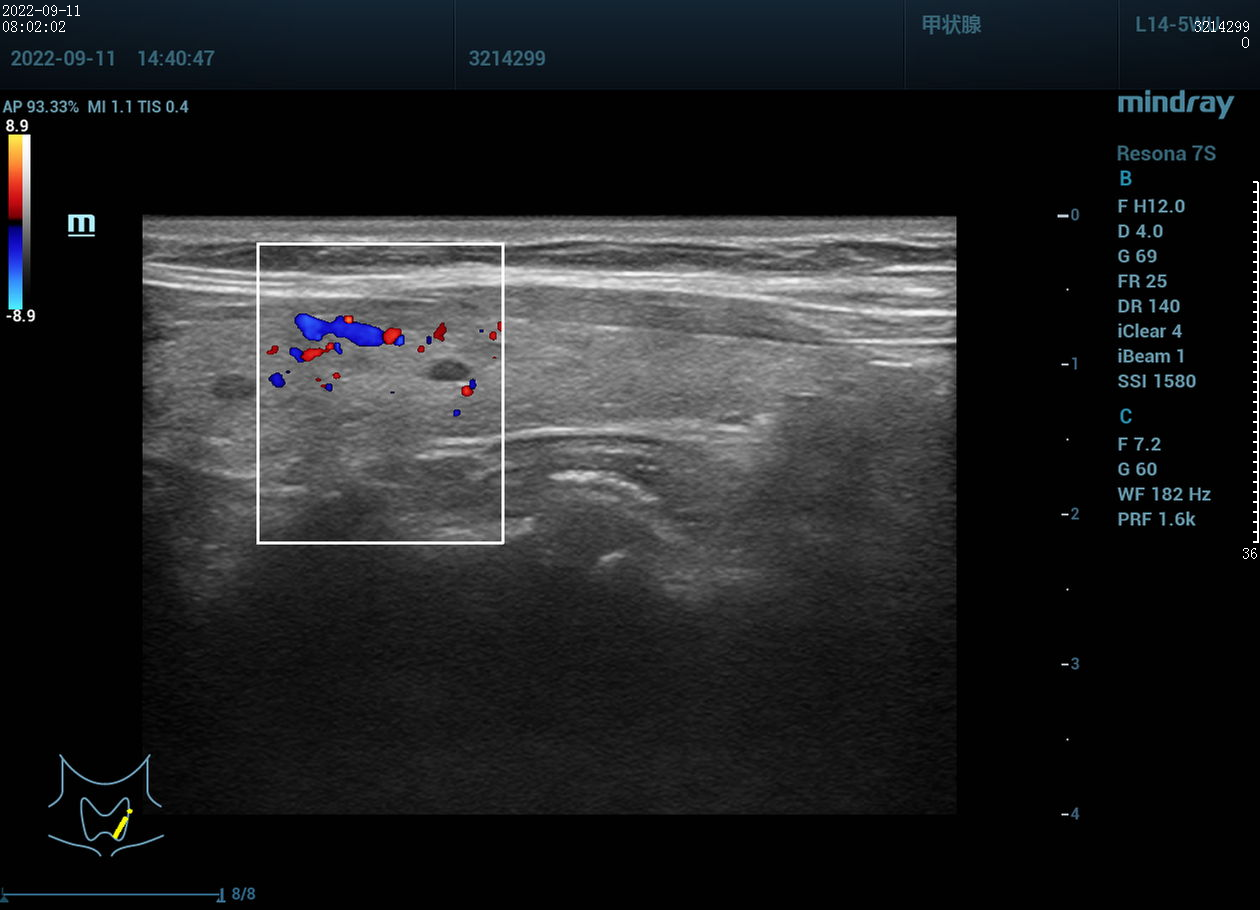 2022-09-11
08:02:02
2022-09-11 14:40:47
3214299
甲状腺
L14-5W
3214299
0
AP 93.33% MI 1.1 TIS 0.4
8.9
-8.9
m
mindray
Resona 7S
B
F H12.0
D 4.0
G 69
FR 25
DR 140
iClear 4
iBeam 1
SSI 1580
C
F 7.2
G 60
WF 182 Hz
PRF 1.6k
0
1
2
3
4
36
8/8